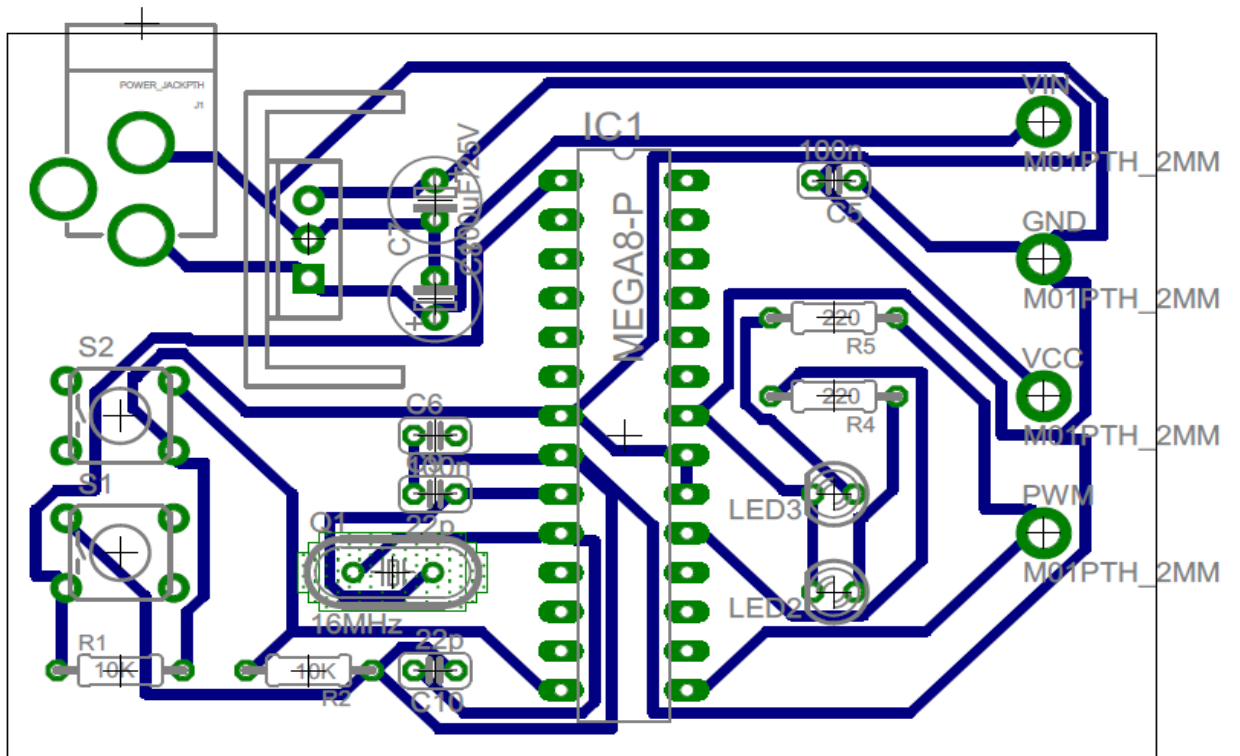 POWER_JACKPTH
J1
IC1
VIN
M01PTH_2MM
100n
C5
C7
MEGA8-P
GND
M01PTH_2MM
220
R5
S2
VCC
M01PTH_2MM
220
R4
C6
100n
S1
PWM
M01PTH_2MM
LED3
Q1
22p
LED2
16MHz
R1
10K
10K
R2
22p
C10